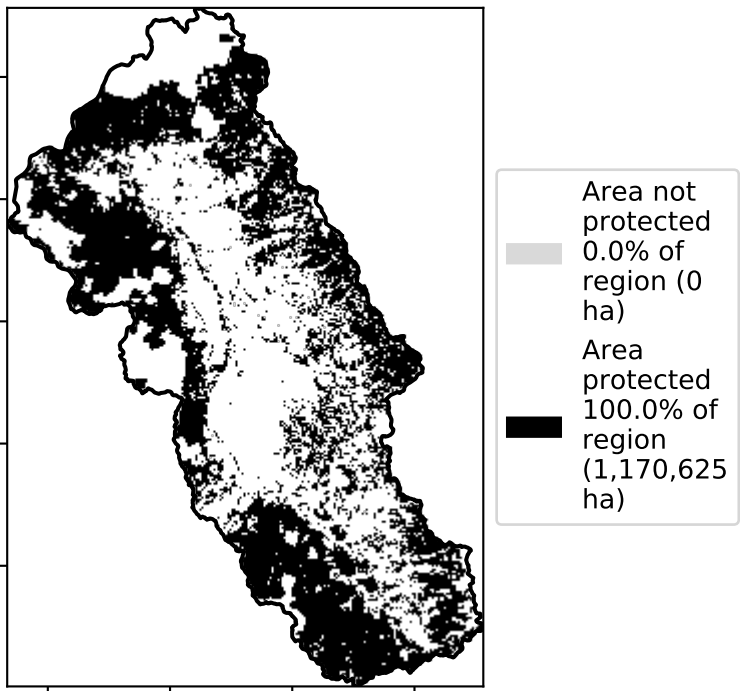 Area not
protected
0.0% of
region (0
ha)
Area
protected
100.0% of
region
(1,170,625
ha)